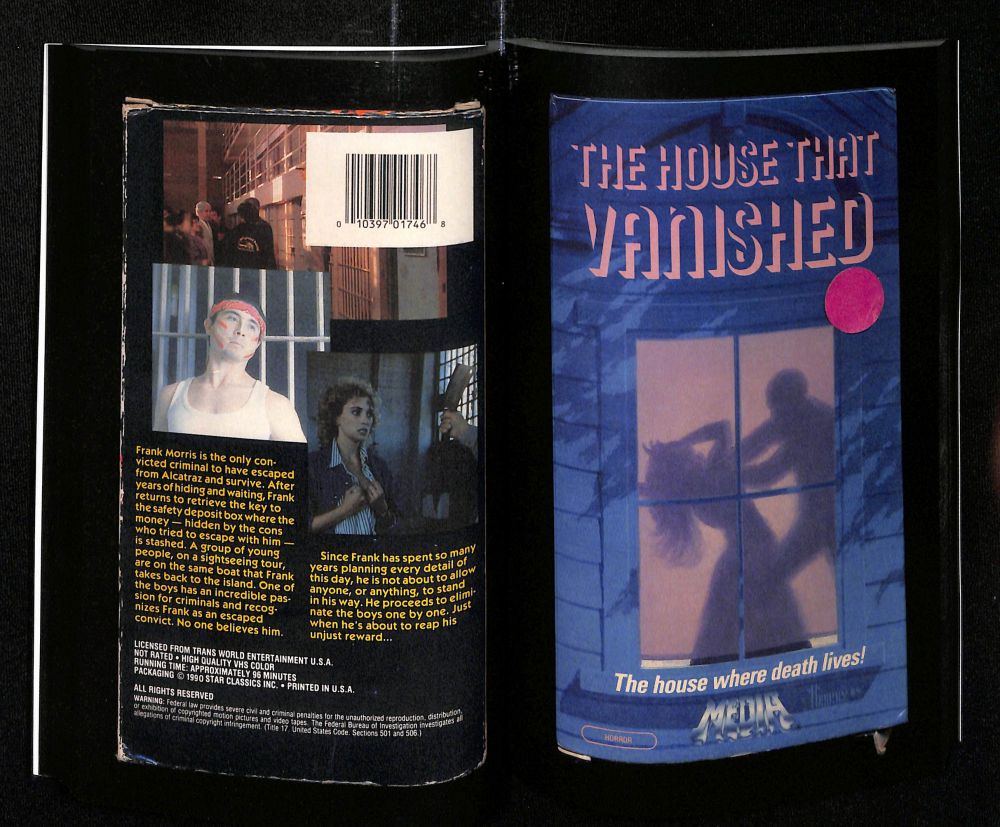 0 10397 01746 8
Frank Morris is the only con-
victed criminal to have escaped
from Alcatraz and survive. After
years of hiding and waiting, Frank
returns to retrieve the key to
the safety deposit box where the
money — hidden by the cons
who tried to escape with him —
is stashed. A group of young
people, on a sightseeing tour,
are on the same boat that Frank
takes back to the island. One of
the boys has an incredible pas-
sion for criminals and recog-
nizes Frank as an escaped
convict. No one believes him.
Since Frank has spent so many
years planning every detail of
this day, he is not about to allow
anyone, or anything, to stand
in his way. He proceeds to elimi-
nate the boys one by one. Just
when he's about to reap his
unjust reward...
LICENSED FROM TRANS WORLD ENTERTAINMENT U.S.A.
NOT RATED • HIGH QUALITY VHS COLOR
RUNNING TIME: APPROXIMATELY 96 MINUTES
PACKAGING © 1990 STAR CLASSICS INC. • PRINTED IN U.S.A.
ALL RIGHTS RESERVED
WARNING: Federal law provides severe civil and criminal penalties for the unauthorized reproduction, distribution,
or exhibition of copyrighted motion pictures and video tapes. The Federal Bureau of Investigation investigates all
allegations of criminal copyright infringement. (Title 17, United States Code, Sections 501 and 506.)
THE HOUSE THAT
VANISHED
The house where death lives!
MEDIA
HORROR